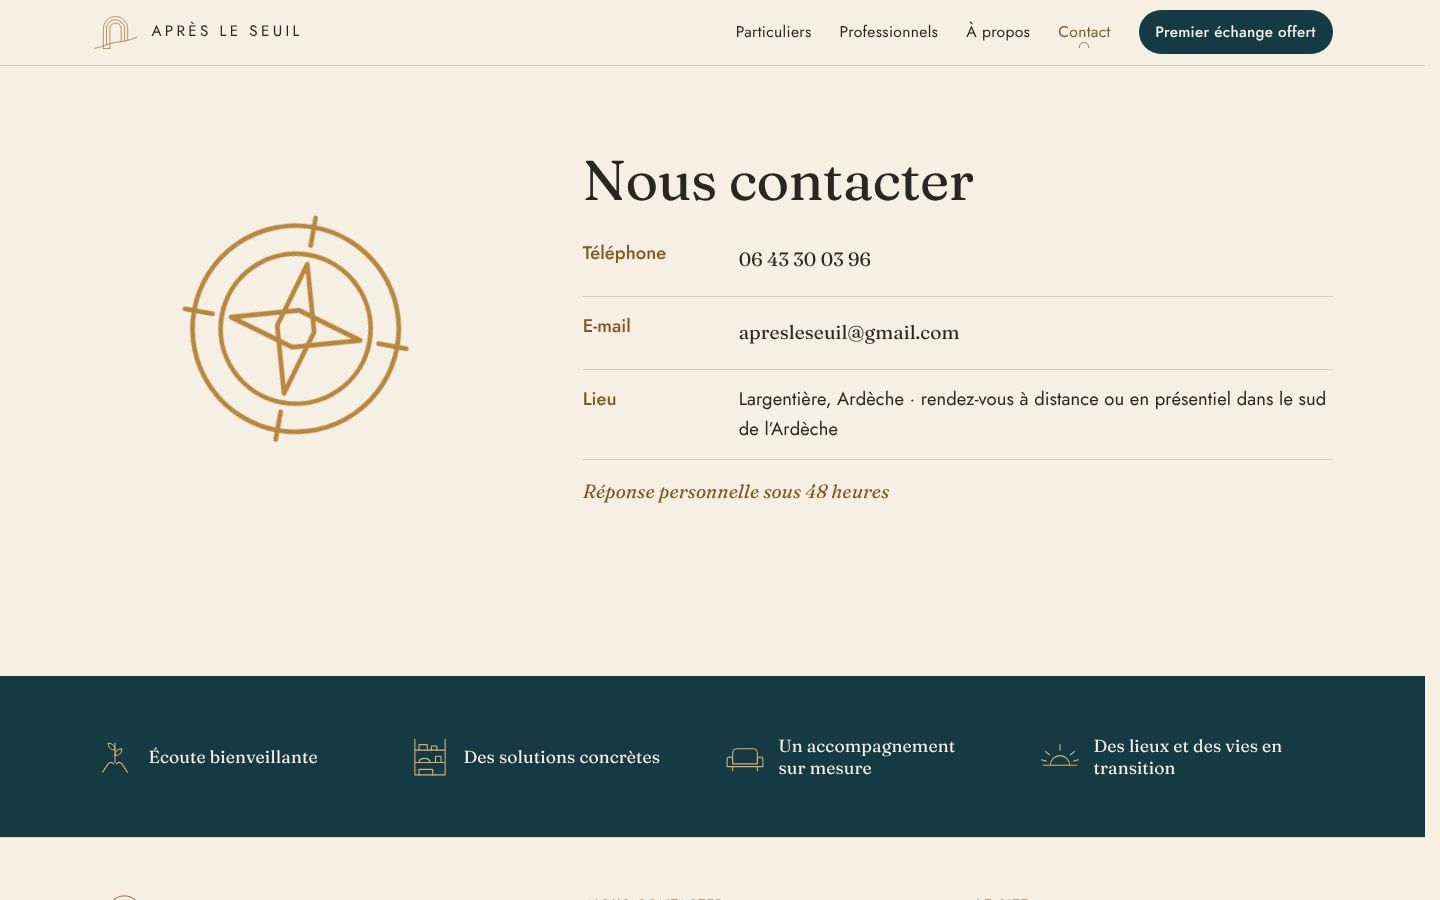 APRÈS LE SEUIL
Particuliers
Professionnels
À propos
Contact
Premier échange offert
Nous contacter
Téléphone
06 43 30 03 96
E-mail
apresleseuil@gmail.com
Lieu
Largentière, Ardèche · rendez-vous à distance ou en présentiel dans le sud
de l'Ardèche
Réponse personnelle sous 48 heures
Écoute bienveillante
Des solutions concrètes
Un accompagnement
sur mesure
Des lieux et des vies en
transition